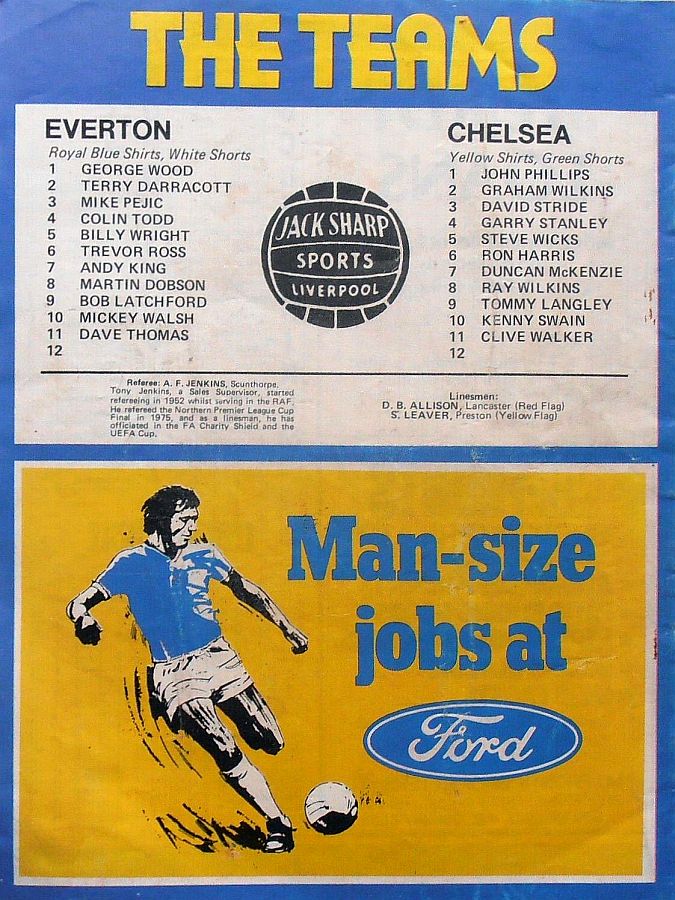 THE TEAMS
EVERTON
Royal Blue Shirts, White Shorts
1 GEORGE WOOD
2 TERRY DARRACOTT
3 MIKE PEJIC
4 COLIN TODD
5 BILLY WRIGHT
6 TREVOR ROSS
7 ANDY KING
8 MARTIN DOBSON
9 BOB LATCHFORD
10 MICKEY WALSH
11 DAVE THOMAS
12
JACK SHARP
SPORTS
LIVERPOOL
CHELSEA
Yellow Shirts, Green Shorts
1 JOHN PHILLIPS
2 GRAHAM WILKINS
3 DAVID STRIDE
4 GARRY STANLEY
5 STEVE WICKS
6 RON HARRIS
7 DUNCAN McKENZIE
8 RAY WILKINS
9 TOMMY LANGLEY
10 KENNY SWAIN
11 CLIVE WALKER
12
Referee: A. F. JENKINS, Scunthorpe.
Tony Jenkins, a Sales Supervisor, started
refereeing in 1952 whilst serving in the RAF.
He refereed the Northern Premier League Cup
Final in 1975, and as a linesman, he has
officiated in the FA Charity Shield and the
UEFA Cup.
Linesmen:
D. B. ALLISON, Lancaster (Red Flag)
S. LEAVER, Preston (Yellow Flag)
Man-size
jobs at
Ford